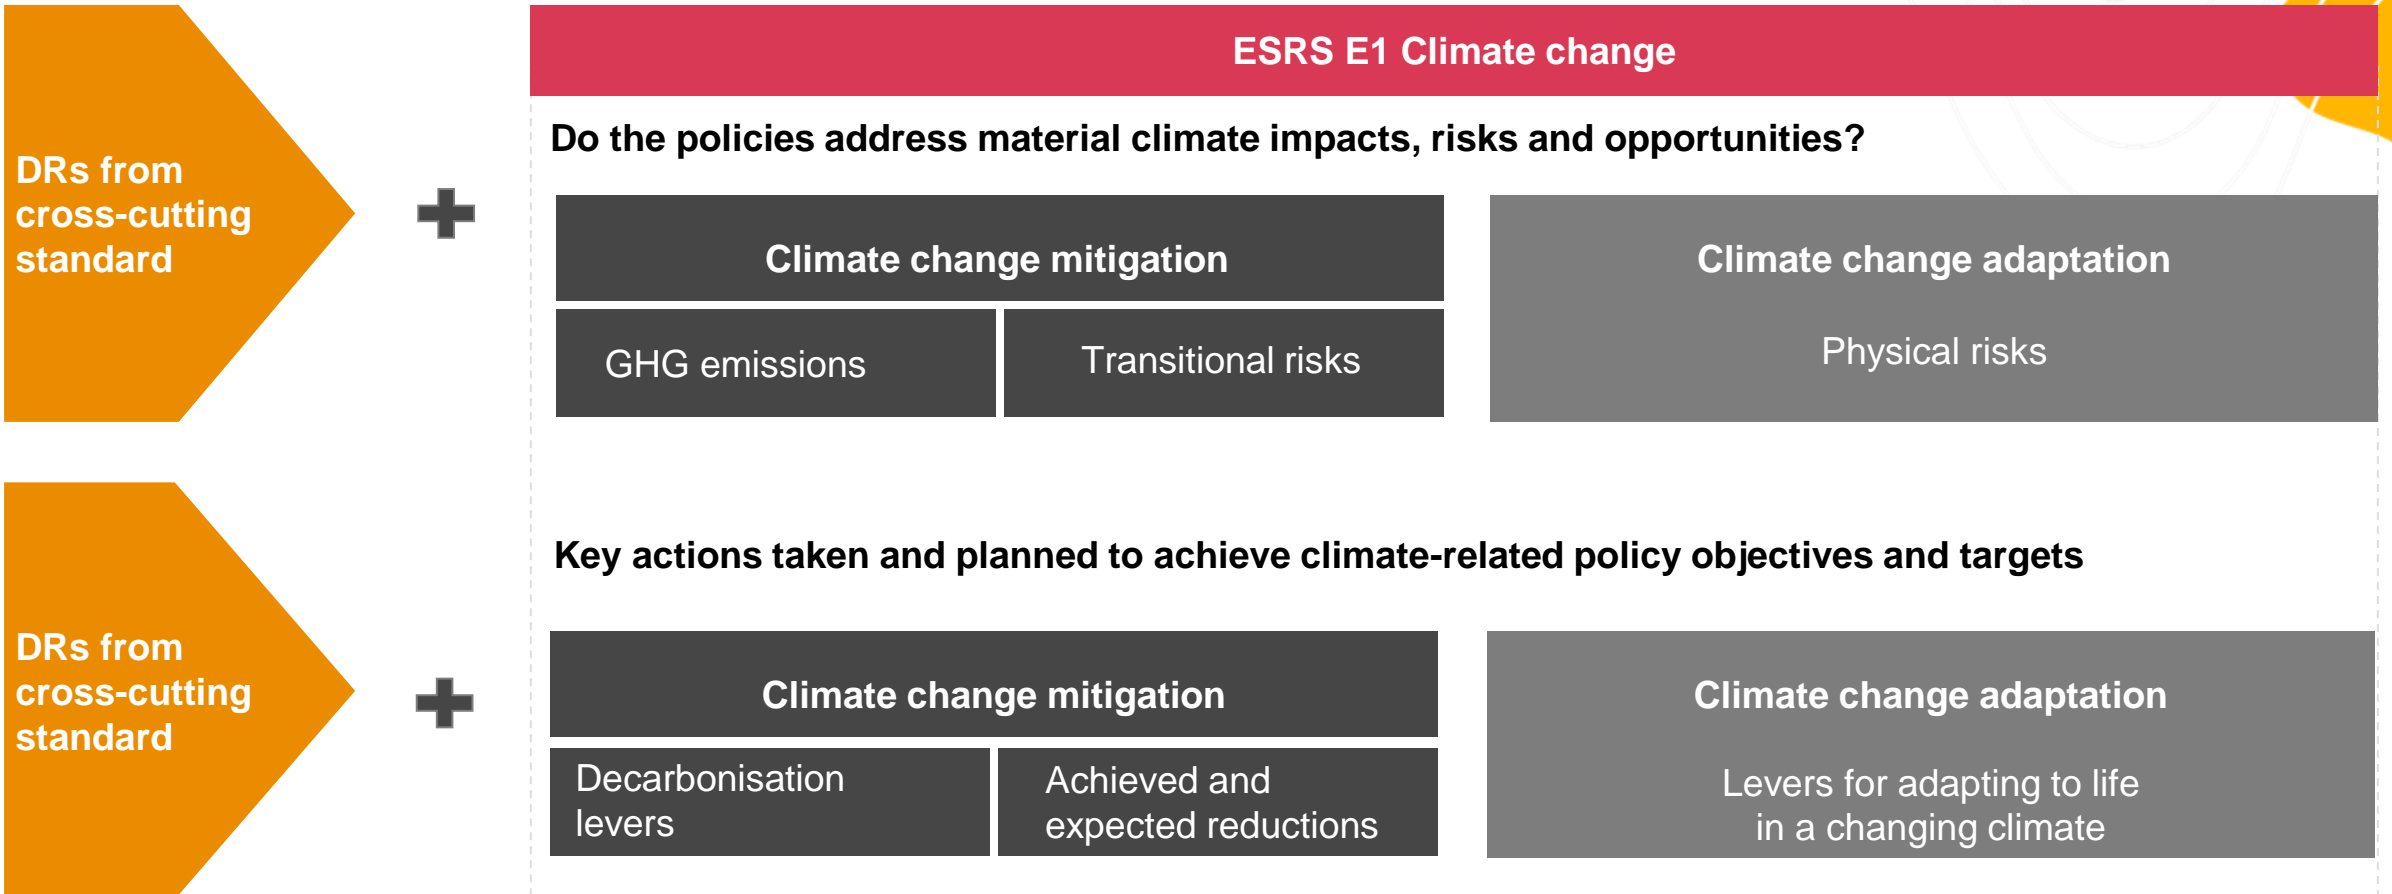 ESRS E1 Climate change
DRs from
cross-cutting
standard
Do the policies address material climate impacts, risks and opportunities?
Climate change mitigation
GHG emissions
Transitional risks
Climate change adaptation
Physical risks
DRs from
cross-cutting
standard
Key actions taken and planned to achieve climate-related policy objectives and targets
Climate change mitigation
Decarbonisation
levers
Achieved and
expected reductions
Climate change adaptation
Levers for adapting to life
in a changing climate